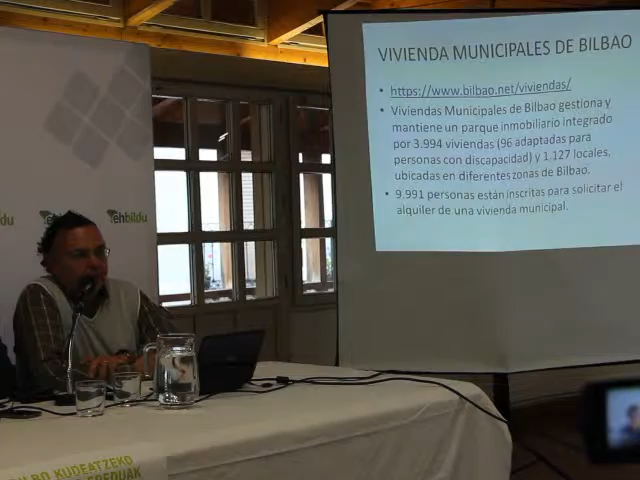 VIVIENDA MUNICIPALES DE BILBAO
• https://www.bilbao.net/viviendas/
• Viviendas Municipales de Bilbao gestiona y
mantiene un parque inmobiliario integrado
por 3.994 viviendas (96 adaptadas para
personas con discapacidad) y 1.127 locales,
ubicadas en diferentes zonas de Bilbao.
• 9.991 personas están inscritas para solicitar el
alquiler de una vivienda municipal.
ldu
ehbildu
KUDEATZEKO